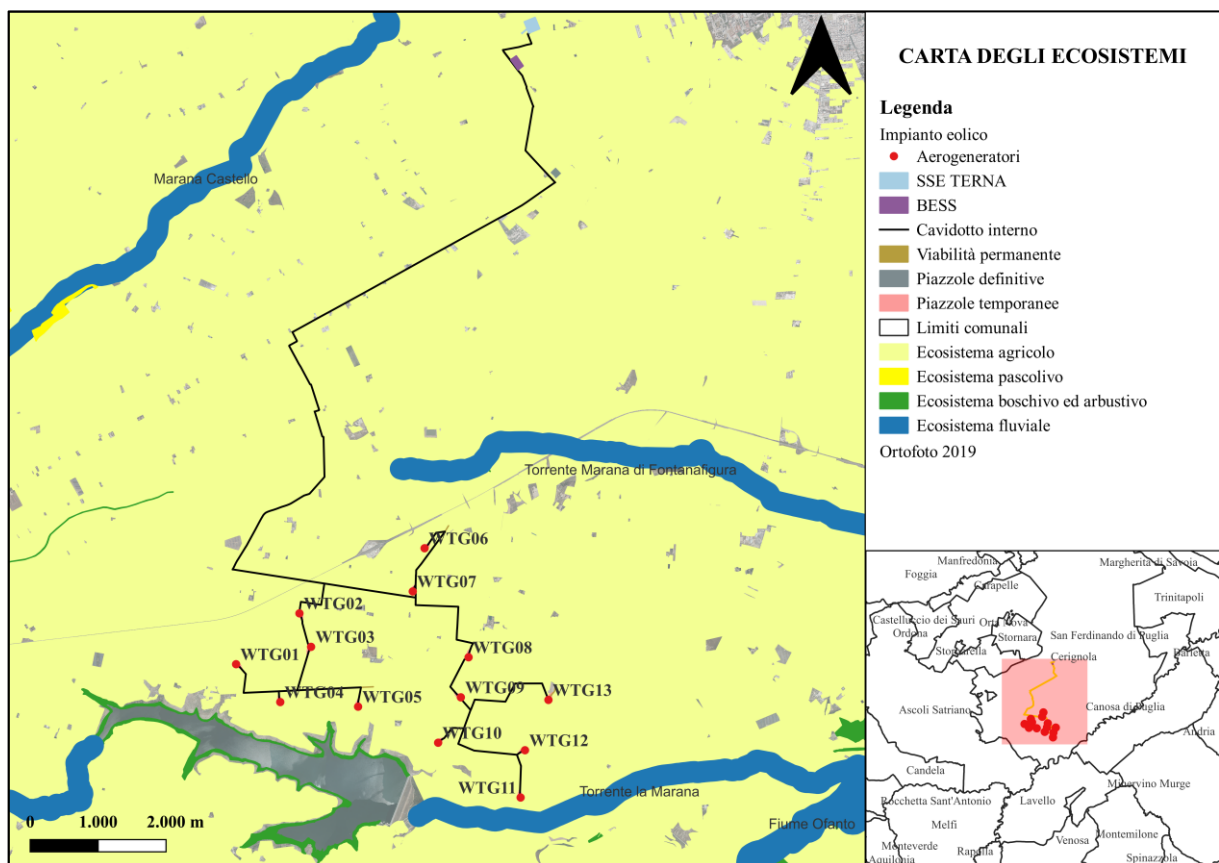 CARTA DEGLI ECOSISTEMI
Legenda
Impianto eolico
Aerogeneratori
SSE TERNA
BESS
Cavidotto interno
Viabilità permanente
Piazzole definitive
Piazzole temporanee
Limiti comunali
Ecosistema agricolo
Ecosistema pascolivo
Ecosistema boschivo ed arbustivo
Ecosistema fluviale
Ortofoto 2019
Marana Castello
Torrente Marana di Fontanafigura
WTG06
WTG07
WTG02
WTG03
WTG01
WTG08
WTG04
WTG05
WTG09
WTG13
WTG10
WTG12
WTG11
Torrente la Marana
Fiume Ofanto
0 1.000 2.000 m
Manfredonia
Margherita di Savoia
Foggia
Carapelle
Trinitapoli
Castelluccio dei Sauri
Orta Nova
Ordona
Stornara
San Ferdinando di Puglia
Stornarella
Barletta
Cerignola
Ascoli Satriano
Canosa di Puglia
Andria
Candela
Minervino Murge
Rocchetta Sant'Antonio
Lavello
Melfi
Montemilone
Venosa
Monteverde
Rapolla
Aquilonia
Spinazzola